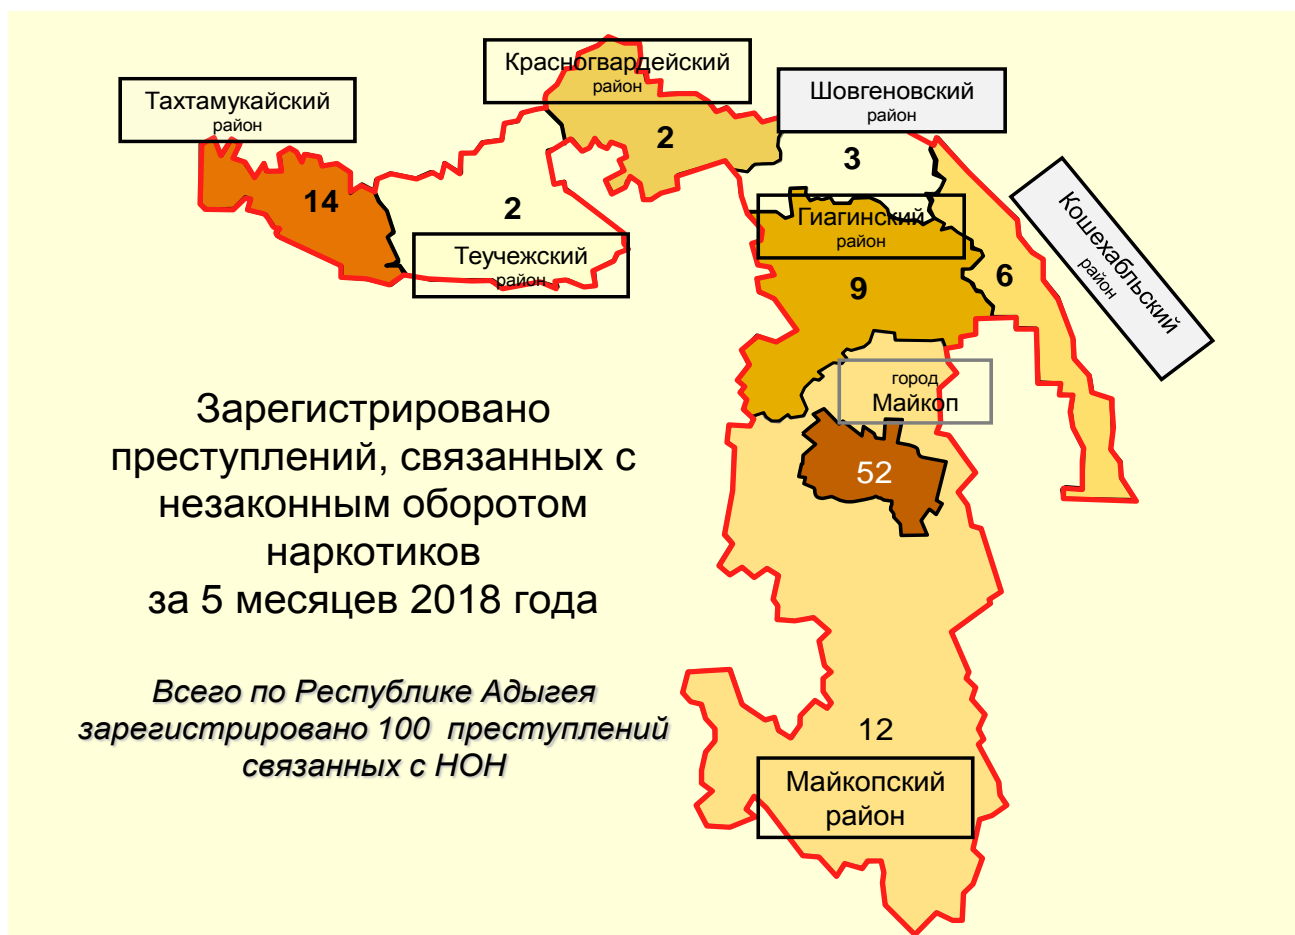 Красногвардейский
район
Шовгеновский
район
Тахтамукайский
район
2
3
14
2
Гиагинский
район
Кошехабльский
район
Теучежский
район
6
9
город
Майкоп
52
Зарегистрировано
преступлений, связанных с
незаконным оборотом
наркотиков
за 5 месяцев 2018 года
Всего по Республике Адыгея
зарегистрировано 100 преступлений
связанных с НОН
12
Майкопский
район